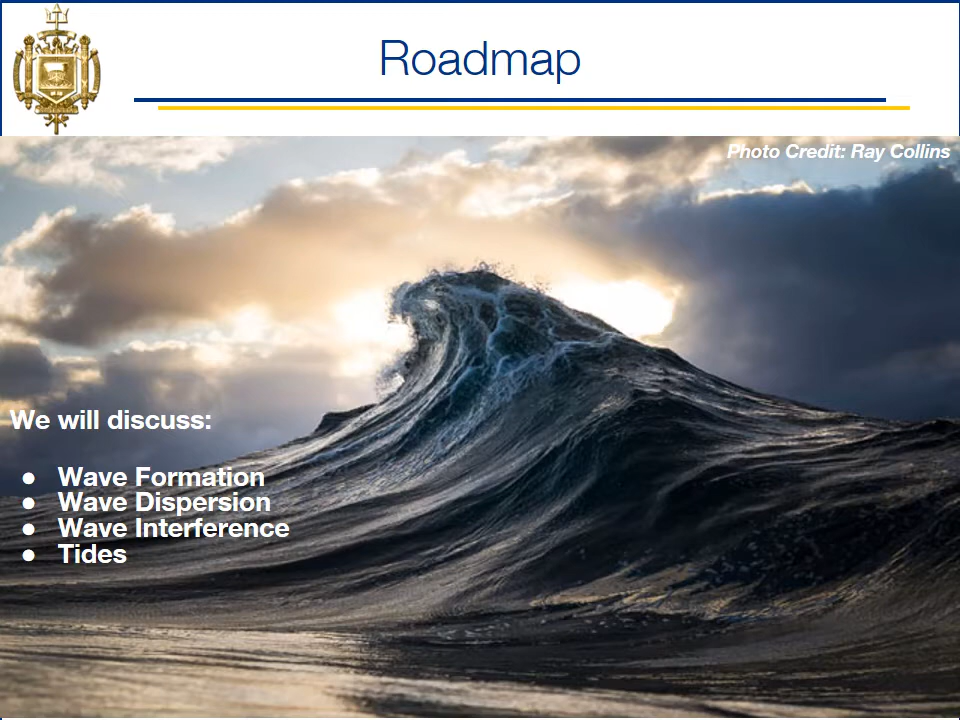 Roadmap
Photo Credit: Ray Collins
We will discuss:
● Wave Formation
● Wave Dispersion
● Wave Interference
● Tides